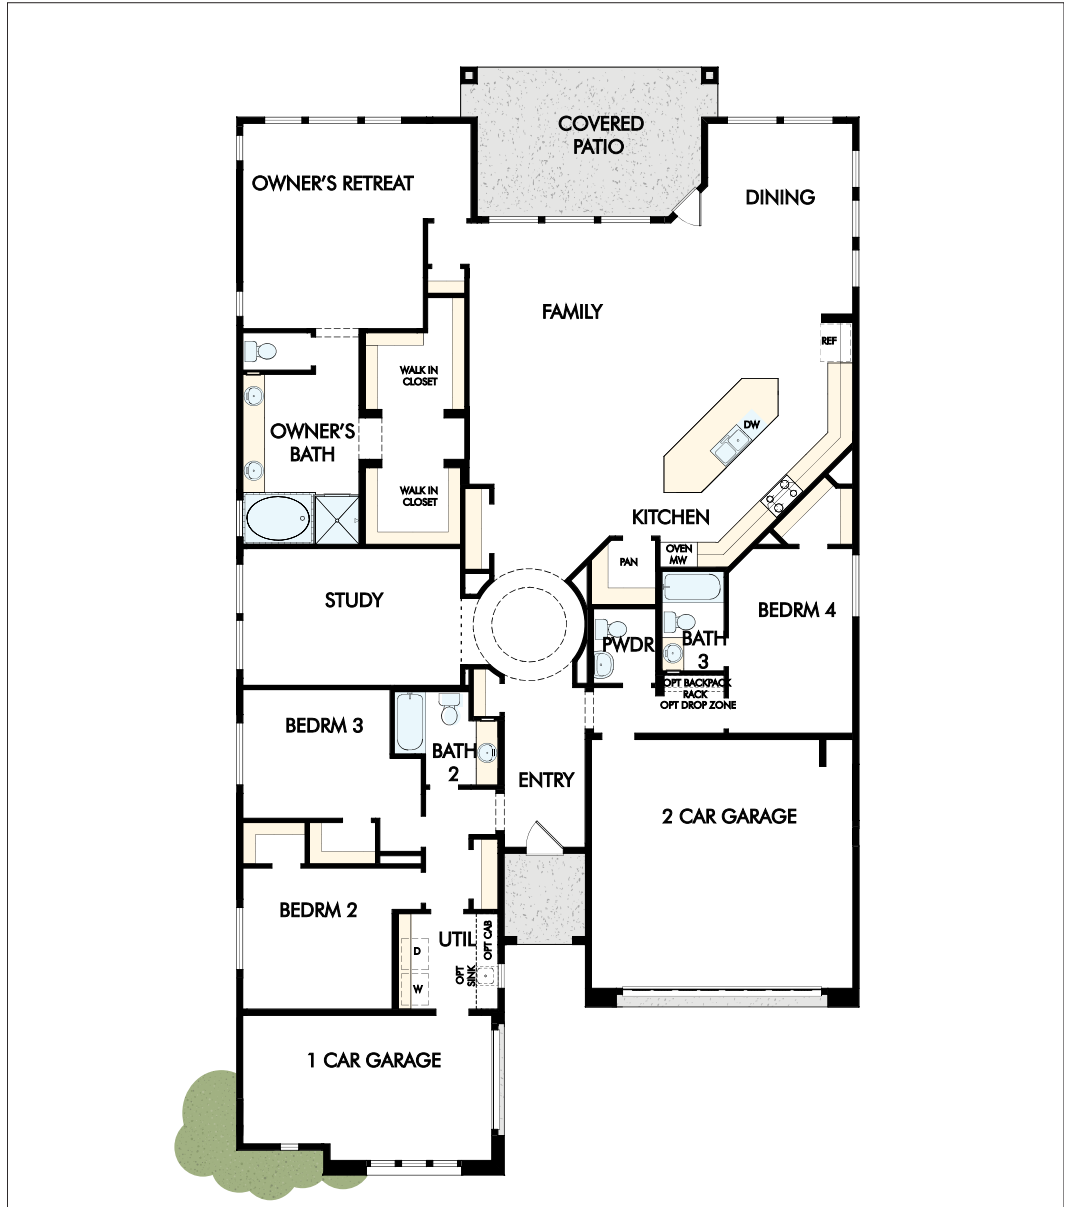 COVERED
PATIO
OWNER'S RETREAT
DINING
FAMILY
REF
WALK IN
CLOSET
DW
OWNER'S
BATH
WALK IN
CLOSET
KITCHEN
OVEN
MW
PAN
STUDY
BEDRM 4
PWDR
BATH
3
OPT BACKPACK
RACK
OPT DROP ZONE
BEDRM 3
BATH
2
ENTRY
2 CAR GARAGE
BEDRM 2
UTIL
OPT CAB
D
OPT
SINK
W
1 CAR GARAGE